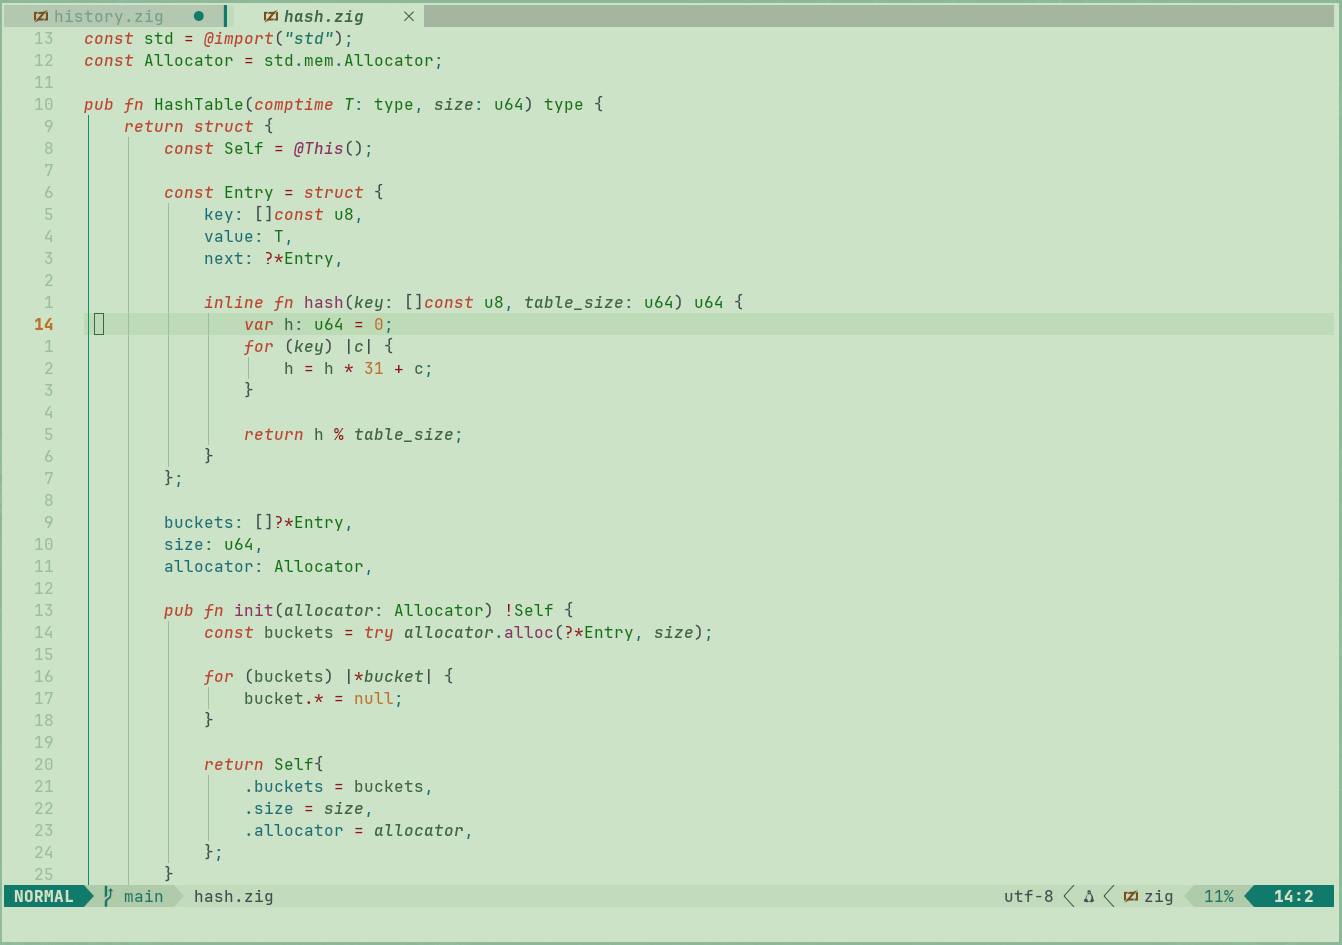 history.zig ● hash.zig ×
13 const std = @import("std");
12 const Allocator = std.mem.Allocator;
11
10 pub fn HashTable(comptime T: type, size: u64) type {
9     return struct {
8         const Self = @This();
7
6         const Entry = struct {
5             key: []const u8,
4             value: T,
3             next: ?*Entry,
2
1             inline fn hash(key: []const u8, table_size: u64) u64 {
14                 var h: u64 = 0;
1                 for (key) |c| {
2                     h = h * 31 + c;
3                 }
4
5                 return h % table_size;
6             }
7         };
8
9         buckets: []?*Entry,
10         size: u64,
11         allocator: Allocator,
12
13         pub fn init(allocator: Allocator) !Self {
14             const buckets = try allocator.alloc(?*Entry, size);
15
16             for (buckets) |*bucket| {
17                 bucket.* = null;
18             }
19
20             return Self{
21                 .buckets = buckets,
22                 .size = size,
23                 .allocator = allocator,
24             };
25         }
NORMAL main hash.zig utf-8 zig 11% 14:2